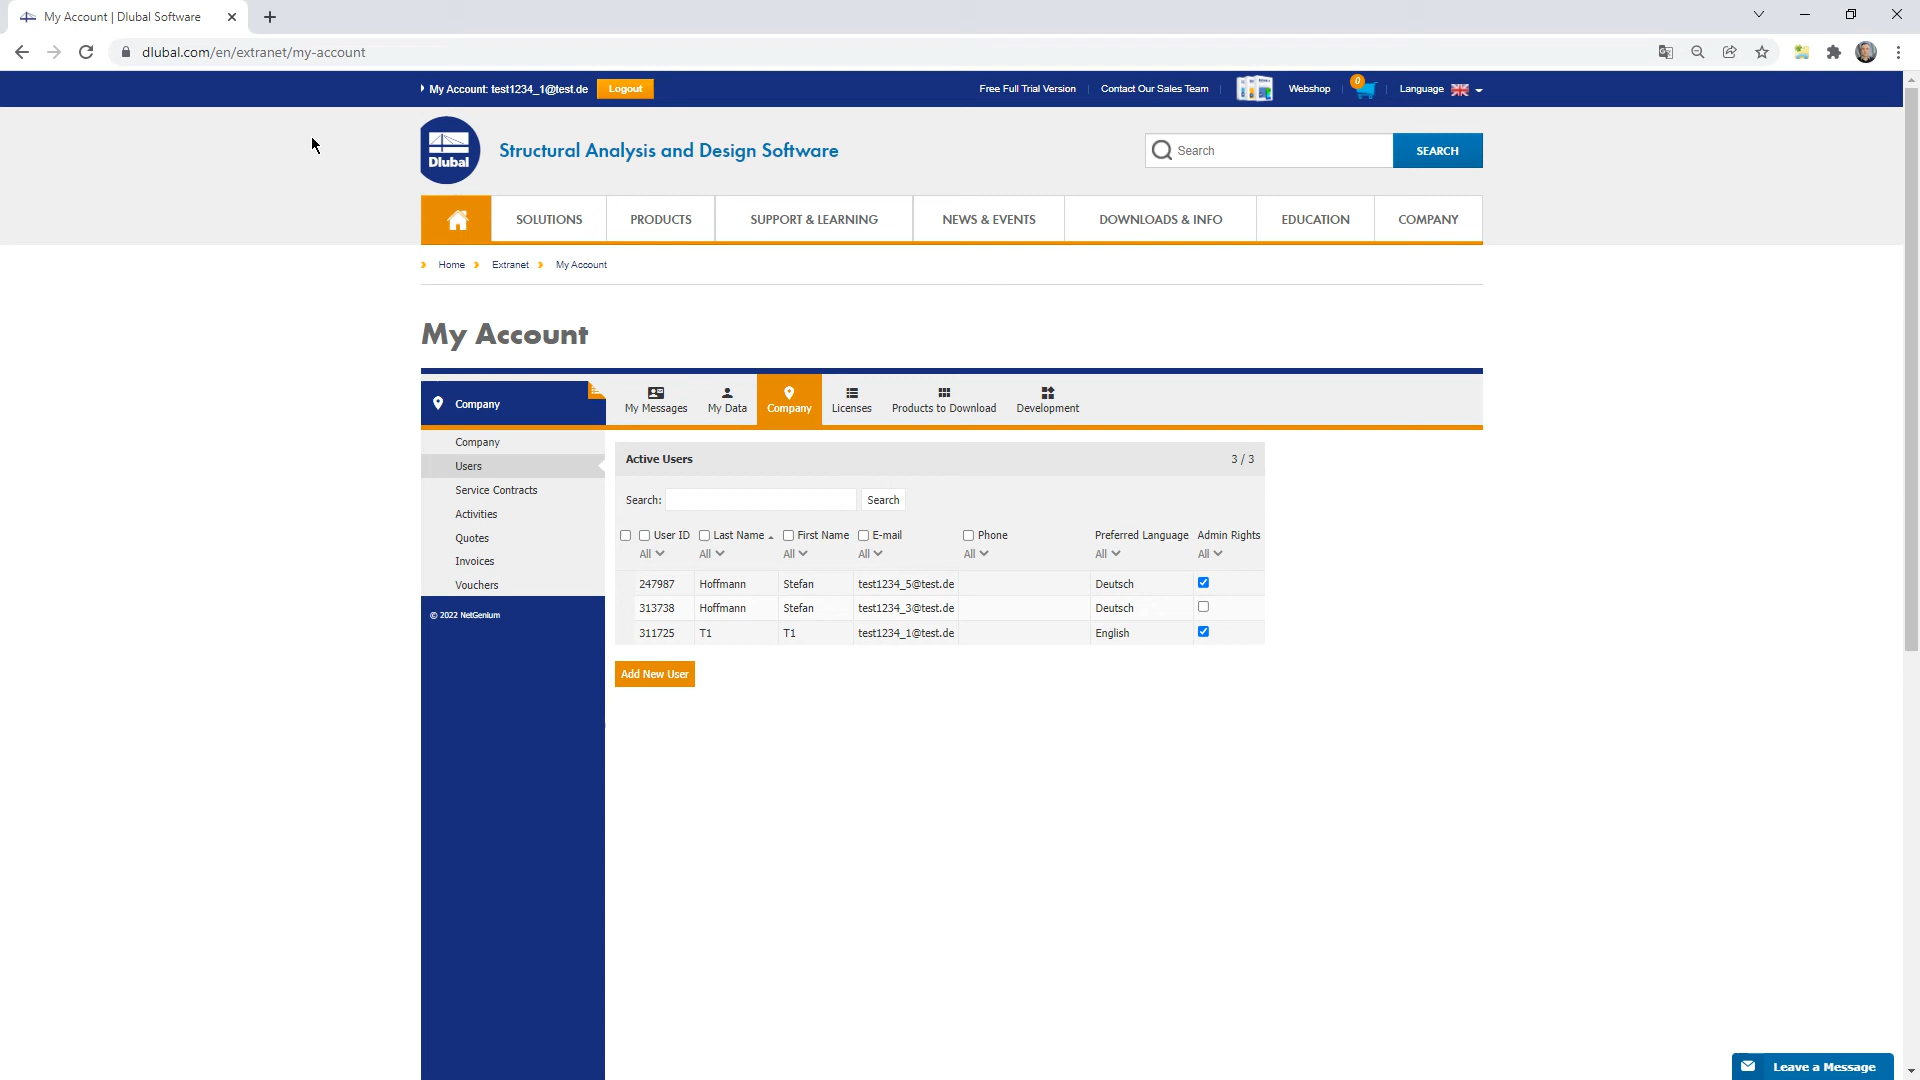 My Account | Dlubal Software
dlubal.com/en/extranet/my-account
My Account: test1234_1@test.de Logout Free Full Trial Version Contact Our Sales Team Webshop 0 Language
Dlubal Structural Analysis and Design Software Search SEARCH
SOLUTIONS PRODUCTS SUPPORT & LEARNING NEWS & EVENTS DOWNLOADS & INFO EDUCATION COMPANY
Home Extranet My Account
My Account
Company
My Messages My Data Company Licenses Products to Download Development
Company
Users
Service Contracts
Activities
Quotes
Invoices
Vouchers
© 2022 NetGenium
Active Users 3 / 3
Search: Search
User ID Last Name First Name E-mail Phone Preferred Language Admin Rights
All All All All All All All
247987 Hoffmann Stefan test1234_5@test.de Deutsch
313738 Hoffmann Stefan test1234_3@test.de Deutsch
311725 T1 T1 test1234_1@test.de English
Add New User
Leave a Message